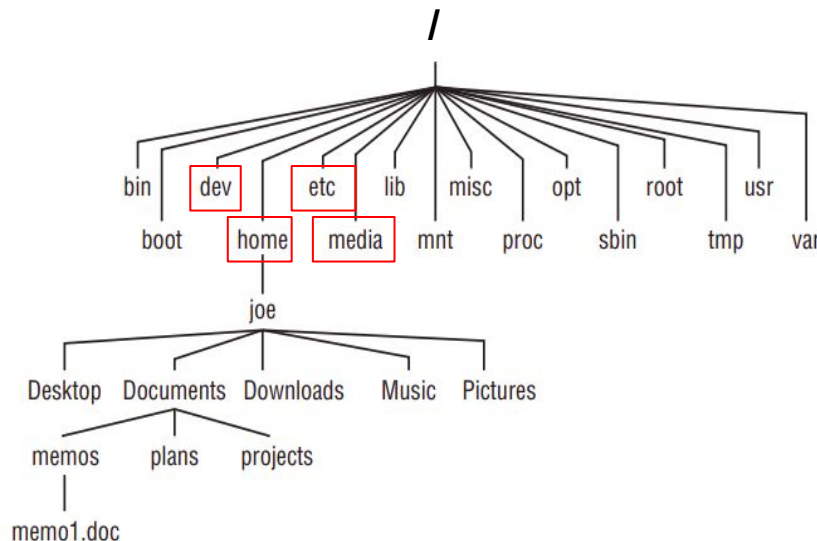 /
bin dev etc lib misc opt root usr
boot home media mnt proc sbin tmp var
joe
Desktop Documents Downloads Music Pictures
memos plans projects
memo1.doc